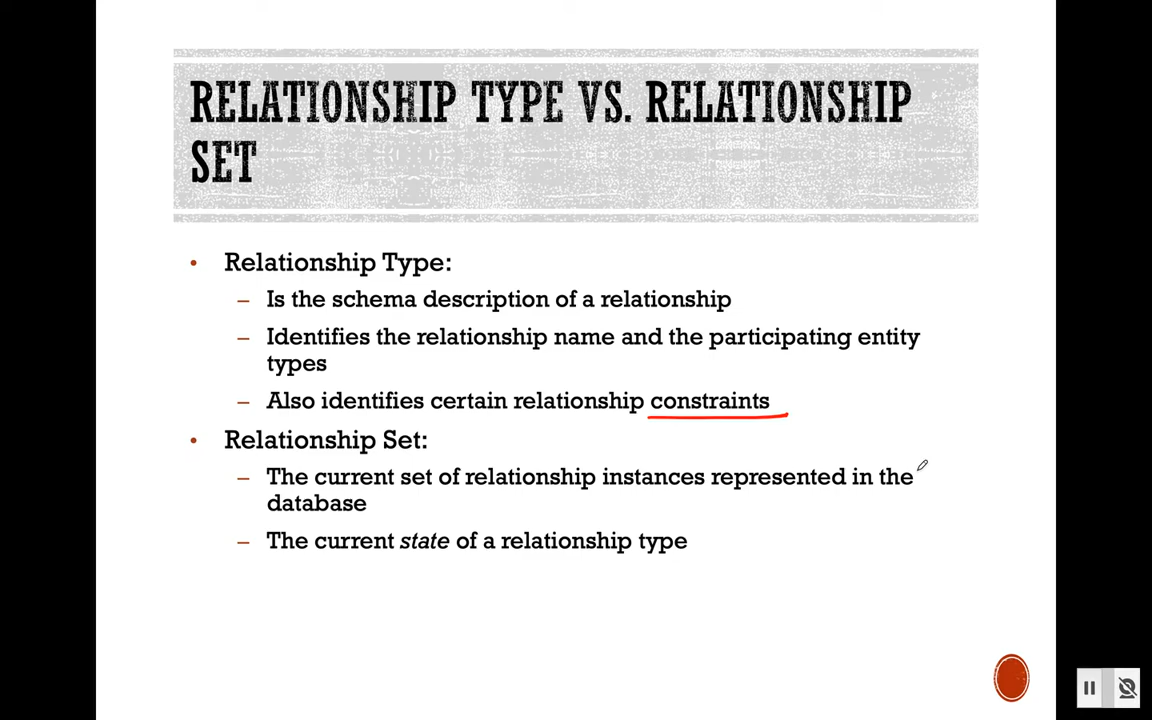 RELATIONSHIP TYPE VS. RELATIONSHIP
SET
• Relationship Type:
– Is the schema description of a relationship
– Identifies the relationship name and the participating entity
types
– Also identifies certain relationship constraints
• Relationship Set:
– The current set of relationship instances represented in the
database
– The current state of a relationship type